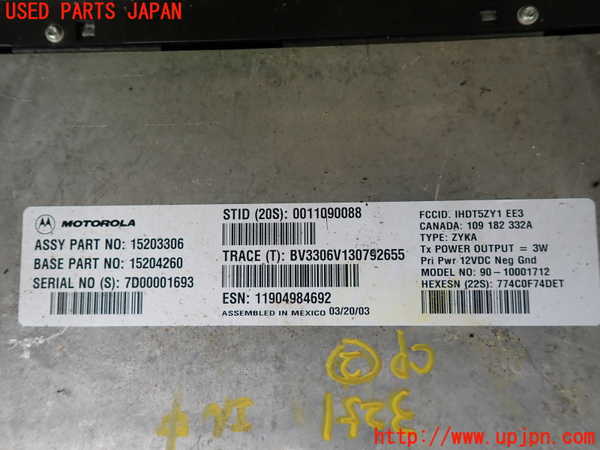 USED PARTS JAPAN
MOTOROLA
ASSY PART NO: 15203306
BASE PART NO: 15204260
SERIAL NO (S): 7D00001693
STID (20S): 0011090088
TRACE (T): BV3306V130792655
ESN: 11904984692
ASSEMBLED IN MEXICO 03/20/03
FCCID. IHDT5ZY1 EE3
CANADA: 109 182 332A
TYPE: ZYKA
Tx POWER OUTPUT = 3W
Pri Pwr 12VDC Neg Gnd
MODEL NO: 90-10001712
HEXESN (22S): 774C0F74DET
CP ③
http://www.upjpn.com/